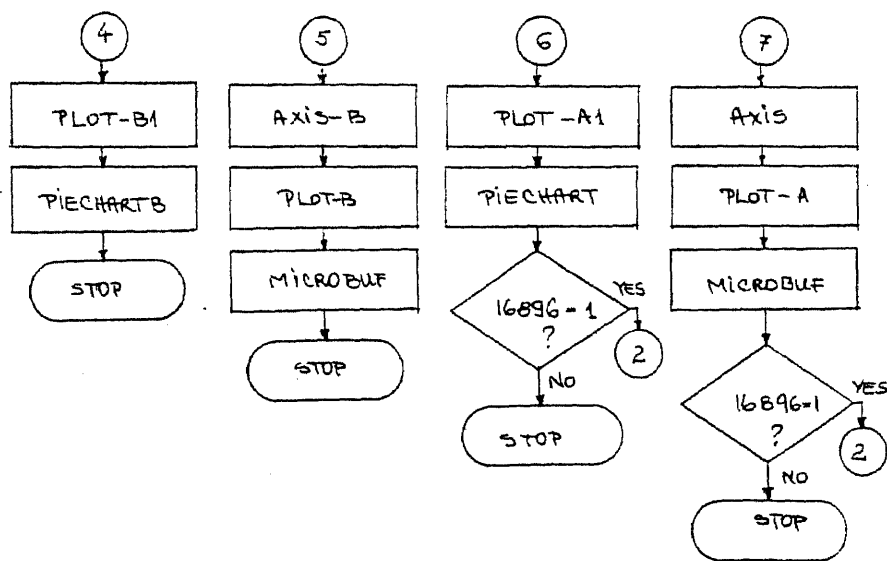 4
PLOT-B1
PIECHARTB
STOP
5
AXIS-B
PLOT-B
MICROBUF
STOP
6
PLOT-A1
PIECHART
16896=1
?
YES
2
NO
STOP
7
AXIS
PLOT-A
MICROBUF
16896=1
?
YES
2
NO
STOP